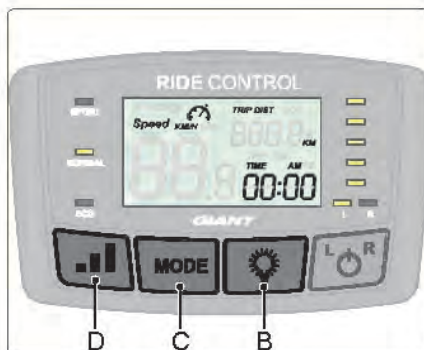 RIDE CONTROL
SPORT
Speed KM/H
TRIP DIST
KM
NORMAL
TIME AM
00:00
ECO
L R
GIANT
MODE
L R
D C B